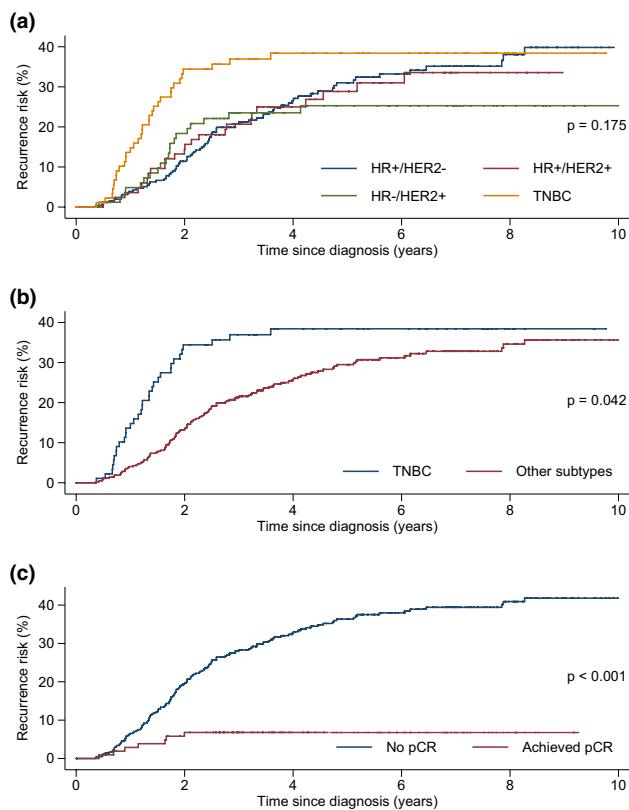 (a)
Recurrence risk (%)
40
30
20
10
0
p = 0.175
HR+/HER2- HR+/HER2+
HR-/HER2+ TNBC
0 2 4 6 8 10
Time since diagnosis (years)
(b)
Recurrence risk (%)
40
30
20
10
0
p = 0.042
TNBC Other subtypes
0 2 4 6 8 10
Time since diagnosis (years)
(c)
Recurrence risk (%)
40
30
20
10
0
p < 0.001
No pCR Achieved pCR
0 2 4 6 8 10
Time since diagnosis (years)